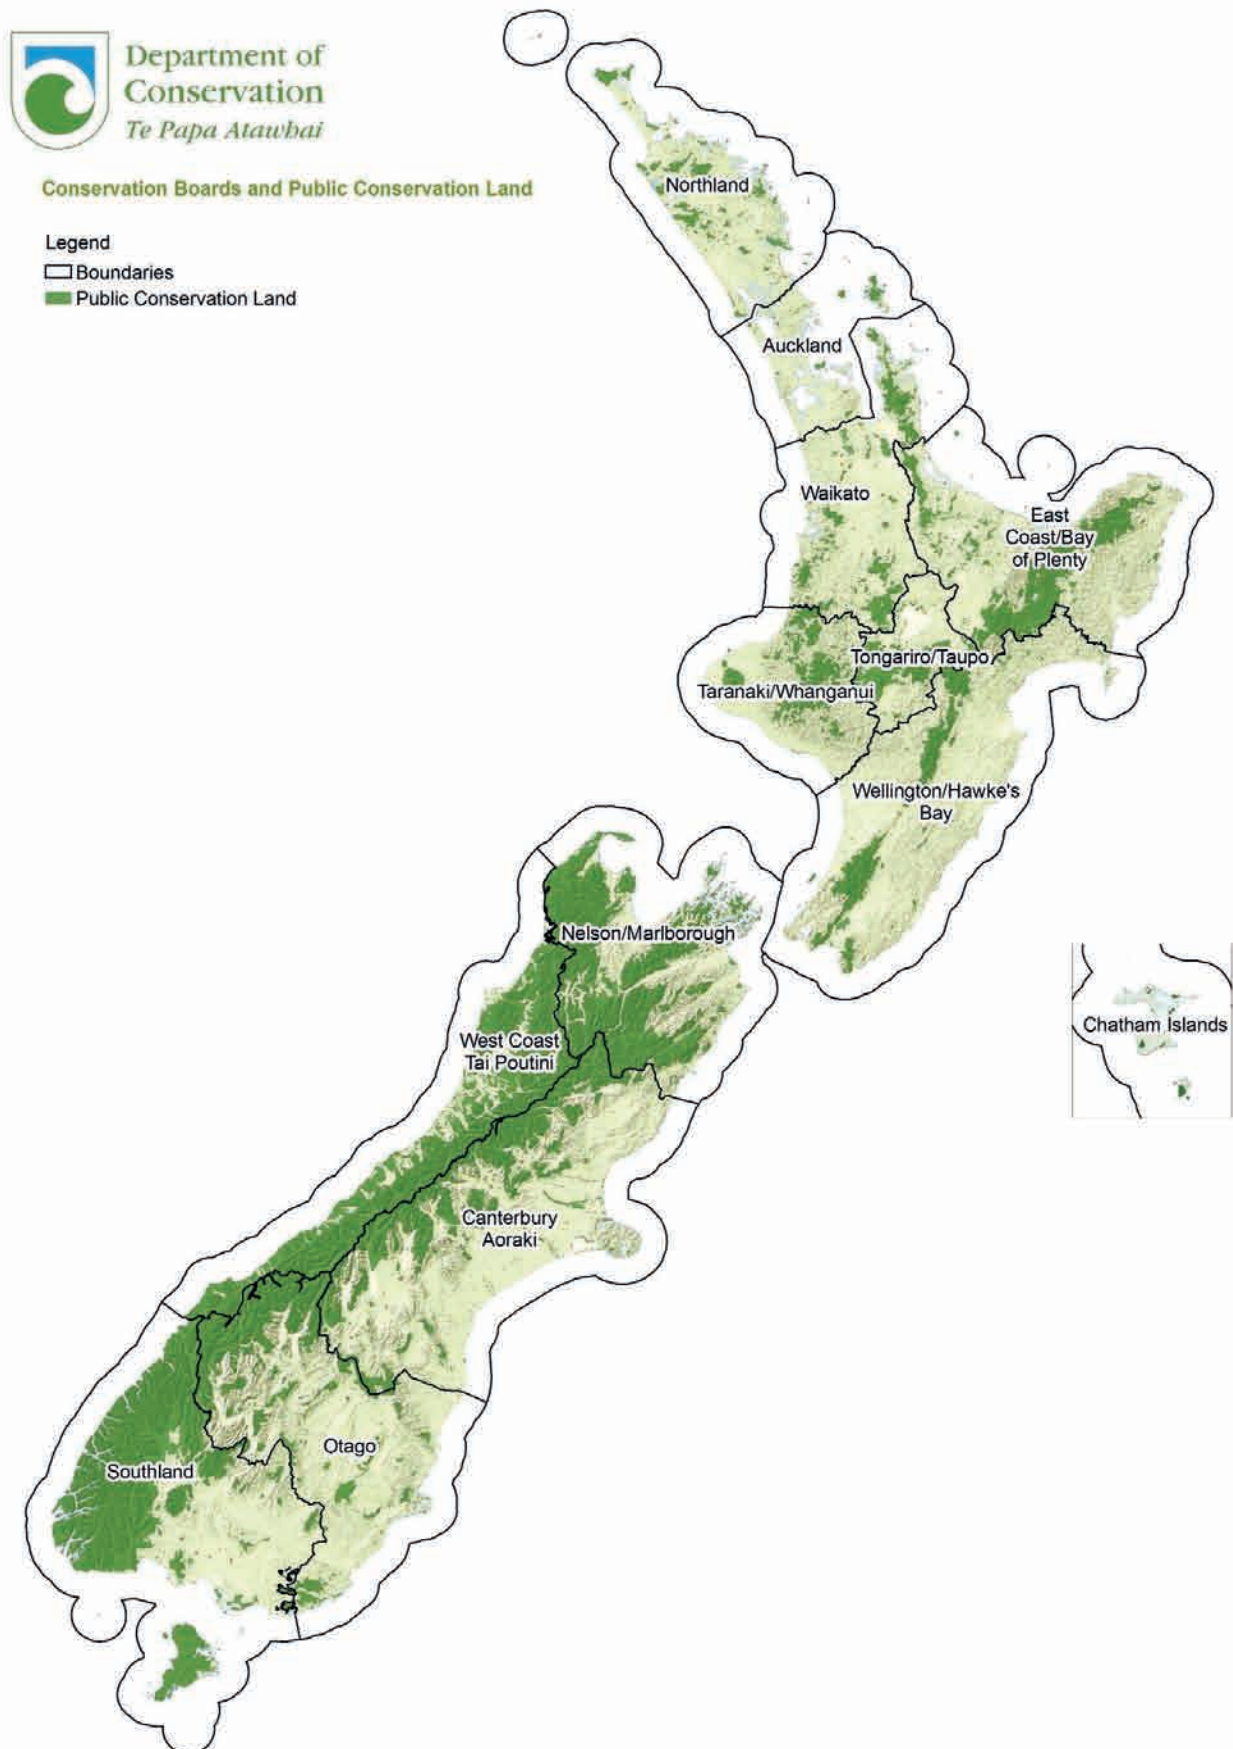 Department of
Conservation
Te Papa Atawhai
Conservation Boards and Public Conservation Land
Legend
Boundaries
Public Conservation Land
Northland
Auckland
Waikato
East
Coast/Bay
of Plenty
Tongariro/Taupo
Taranaki/Whanganui
Wellington/Hawke's
Bay
Nelson/Marlborough
Chatham Islands
West Coast
Tai Poutini
Canterbury
Aoraki
Otago
Southland